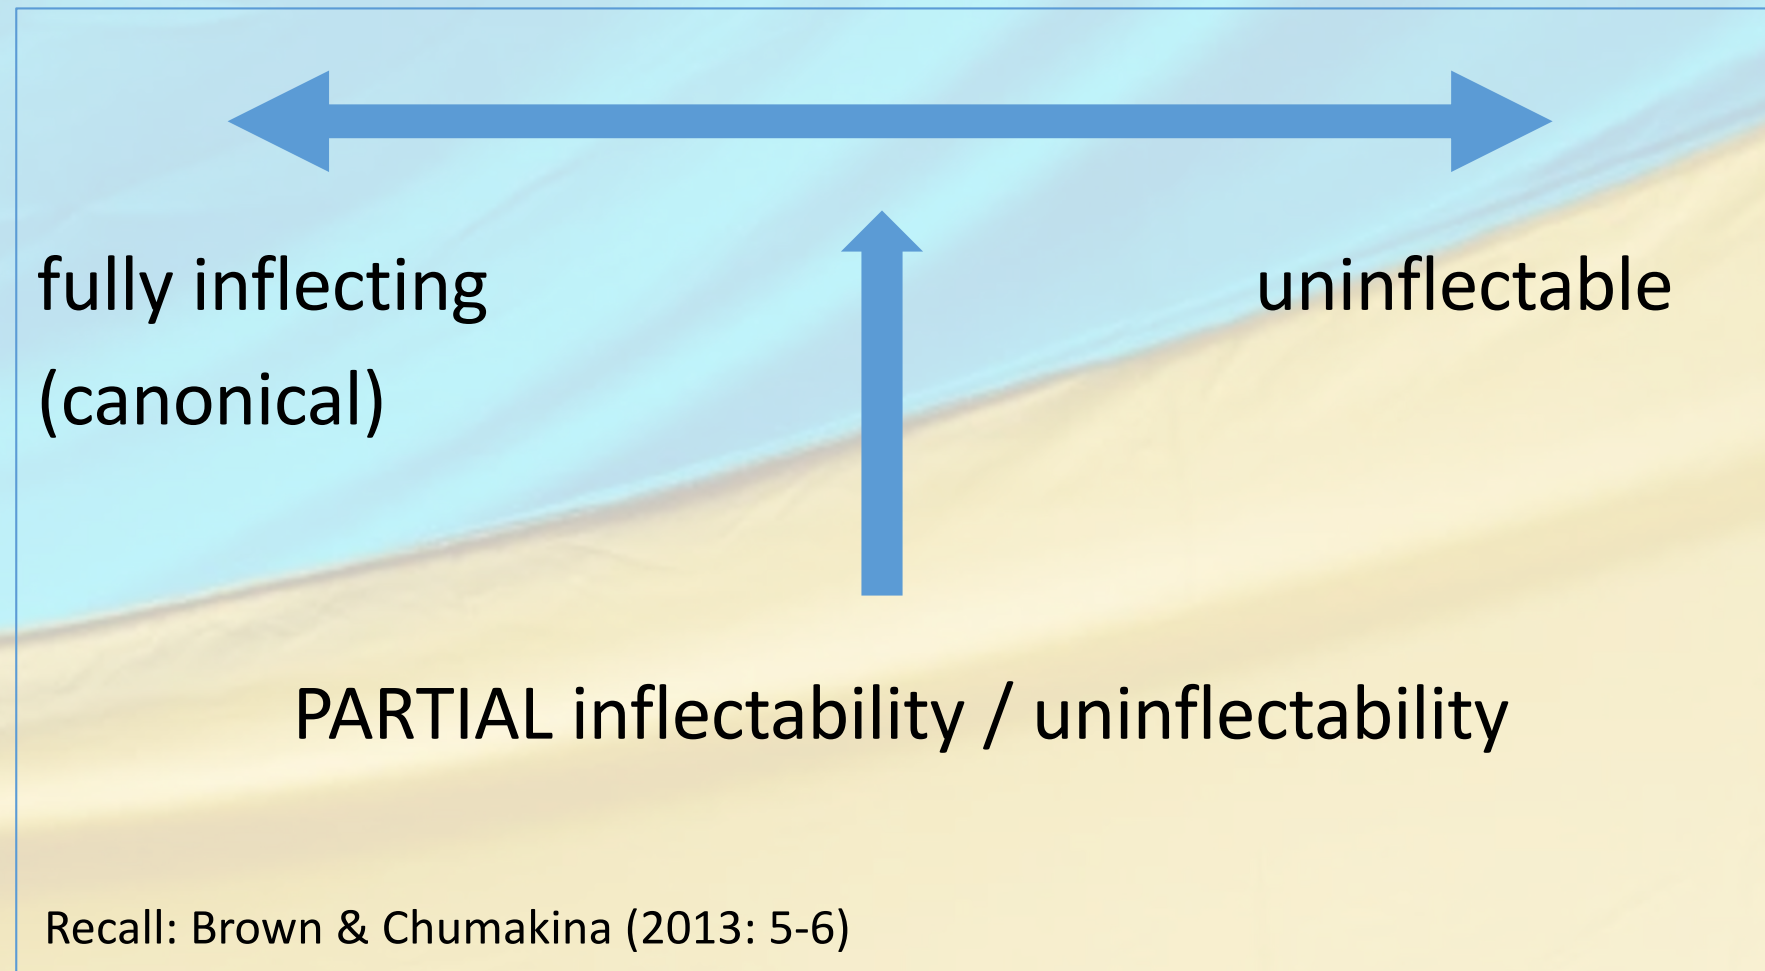 fully inflecting
uninflectable
(canonical)
PARTIAL inflectability / uninflectability
Recall: Brown & Chumakina (2013: 5-6)